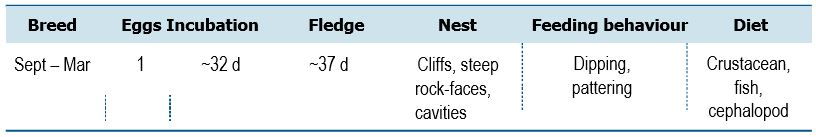 Breed Eggs Incubation Fledge Nest Feeding behaviour Diet
Sept – Mar 1 ~32 d ~37 d Cliffs, steep Dipping, Crustacean,
rock-faces, pattering fish,
cavities cephalopod